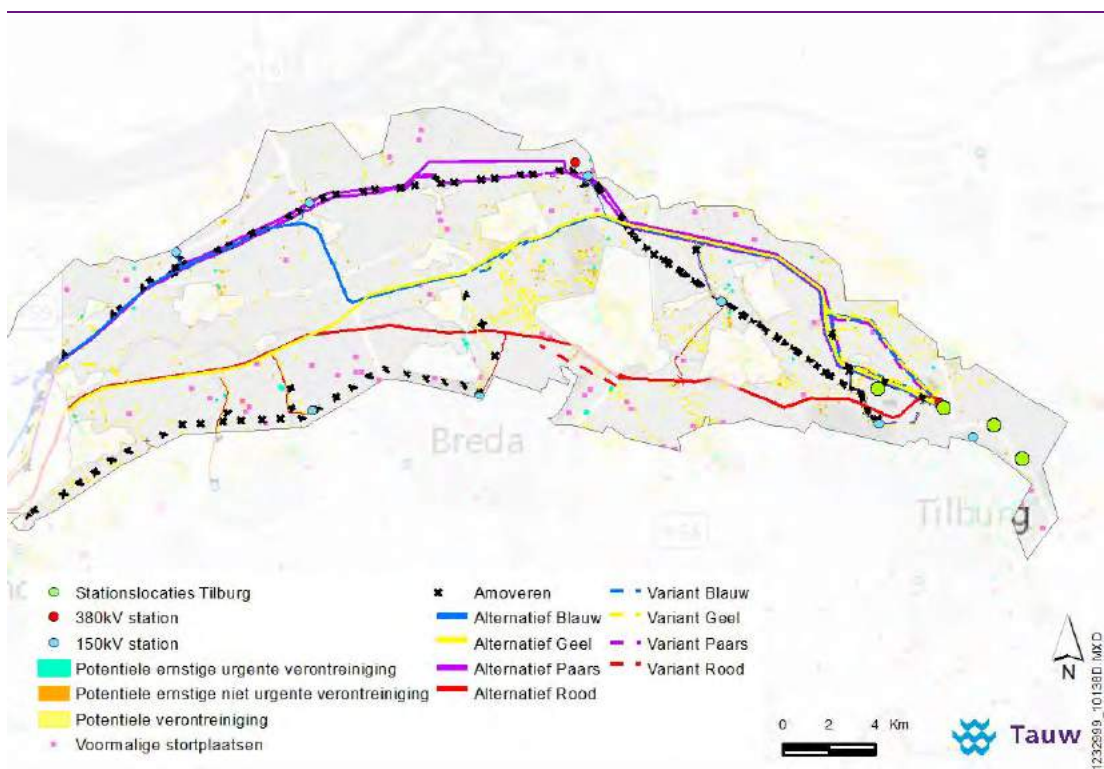 Breda
Tilburg
Stationslocaties Tilburg
380kV station
150kV station
Potentiele ernstige urgente verontreiniging
Potentiele ernstige niet urgente verontreiniging
Potentiele verontreiniging
Voormalige stortplaatsen
Amoveren
Alternatief Blauw
Alternatief Geel
Alternatief Paars
Alternatief Rood
Variant Blauw
Variant Geel
Variant Paars
Variant Rood
N
0 2 4 Km
Tauw
1232999_10138D.MXD